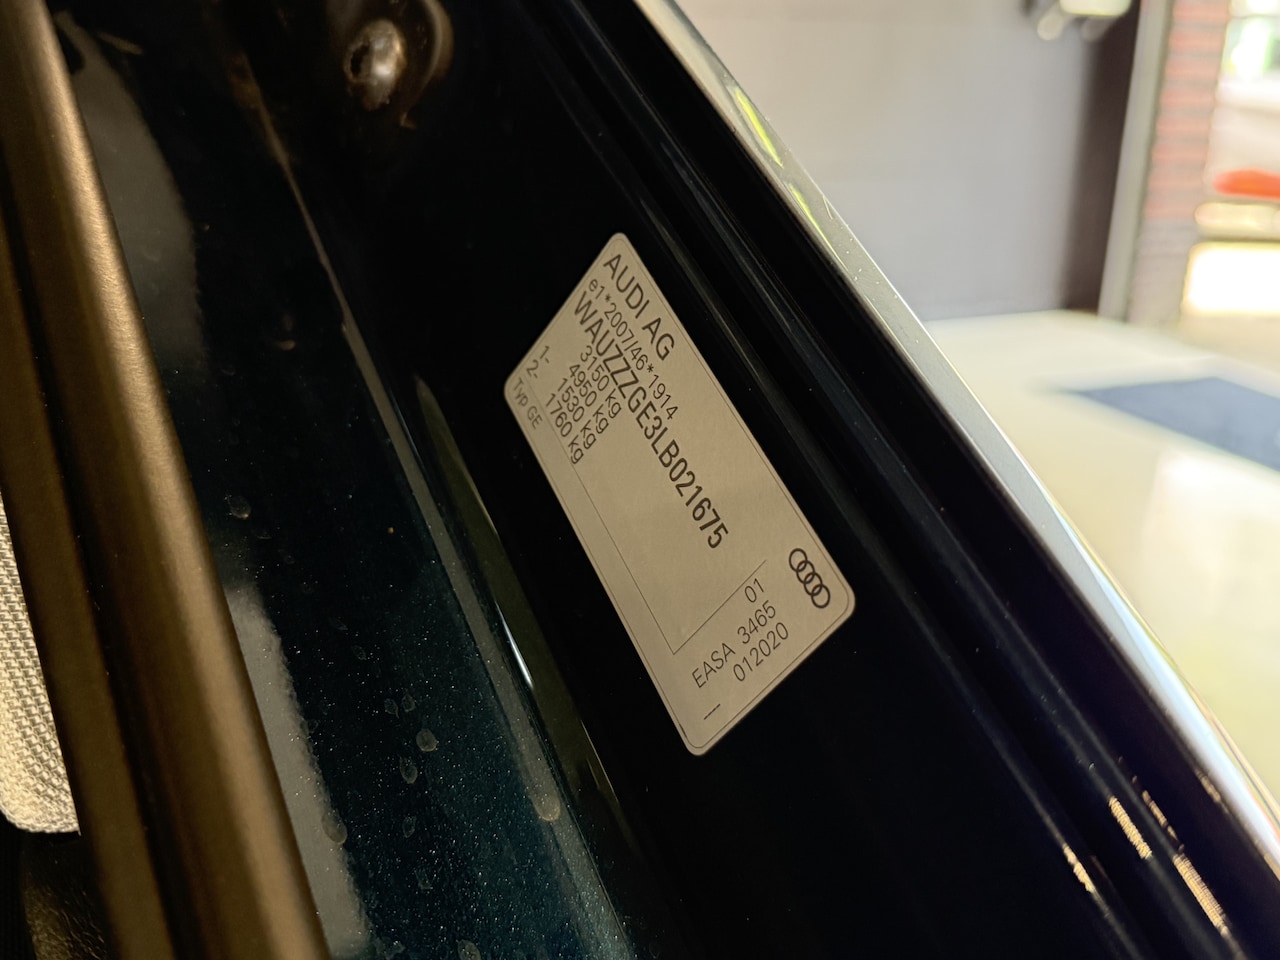 AUDI AG
e1*2007/46*1914
WAUZZZGE3LB021675
3150 kg
4950 kg
1- 1530 kg
2- 1760 kg
Typ GE
01
EASA 3465
012020